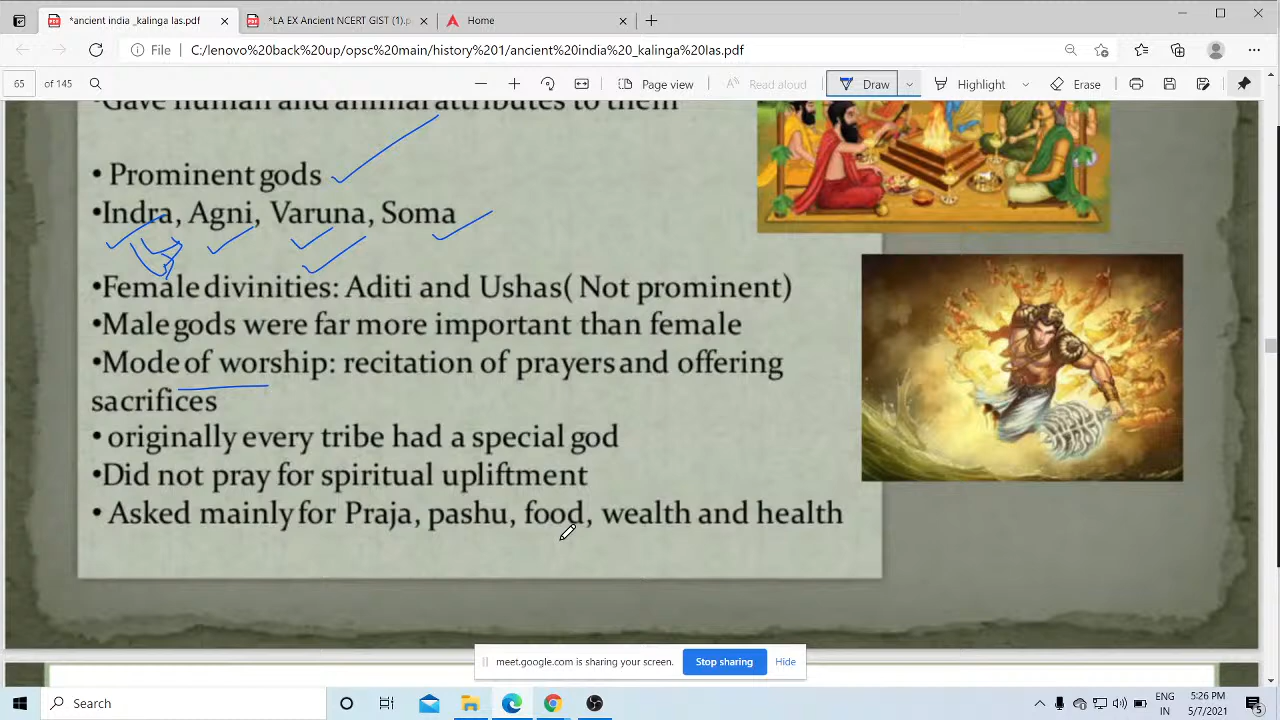 *ancient india _kalinga las.pdf
*LA EX Ancient NCERT GIST (1).p
Home
File
C:/lenovo%20back%20up/opsc%20main/history%201/ancient%20india%20_kalinga%20las.pdf
65 of 145
Page view
Read aloud
Draw
Highlight
Erase
•Gave human and animal attributes to them
• Prominent gods
•Indra, Agni, Varuna, Soma
•Female divinities: Aditi and Ushas( Not prominent)
•Male gods were far more important than female
•Mode of worship: recitation of prayers and offering
sacrifices
• originally every tribe had a special god
•Did not pray for spiritual upliftment
• Asked mainly for Praja, pashu, food, wealth and health
meet.google.com is sharing your screen.
Stop sharing
Hide
Search
ENG
IN
5:26 PM
5/7/2021
5